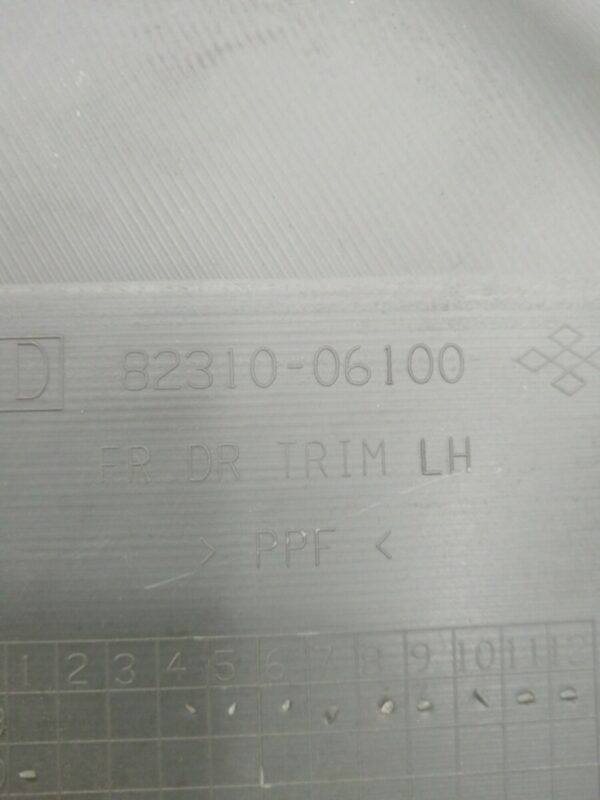 D 82310-06100
FR DR TRIM LH
> PPF <
1 2 3 4 5 6 7 8 9 10 11 12